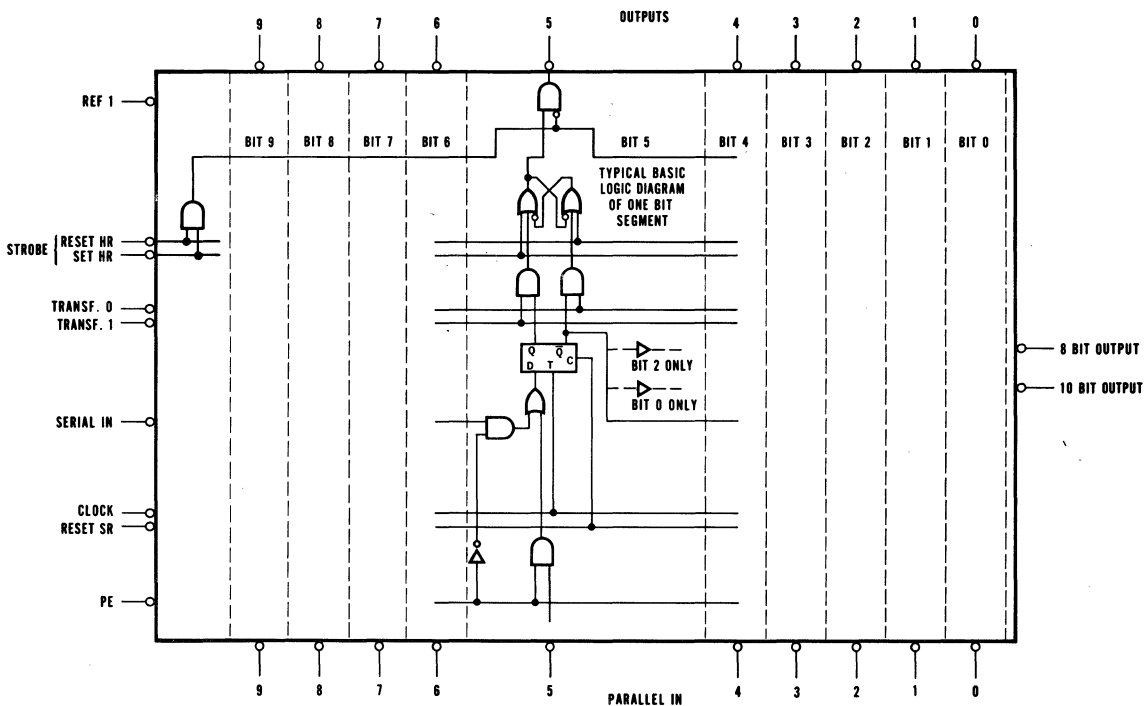 OUTPUTS
9 8 7 6 5 4 3 2 1 0
REF 1
BIT 9 BIT 8 BIT 7 BIT 6 BIT 5 BIT 4 BIT 3 BIT 2 BIT 1 BIT 0
TYPICAL BASIC
LOGIC DIAGRAM
OF ONE BIT
SEGMENT
STROBE
RESET HR
SET HR
TRANSF. 0
TRANSF. 1
Q Q̅
D T C
BIT 2 ONLY
BIT 0 ONLY
8 BIT OUTPUT
10 BIT OUTPUT
SERIAL IN
CLOCK
RESET SR
PE
9 8 7 6 5 4 3 2 1 0
PARALLEL IN